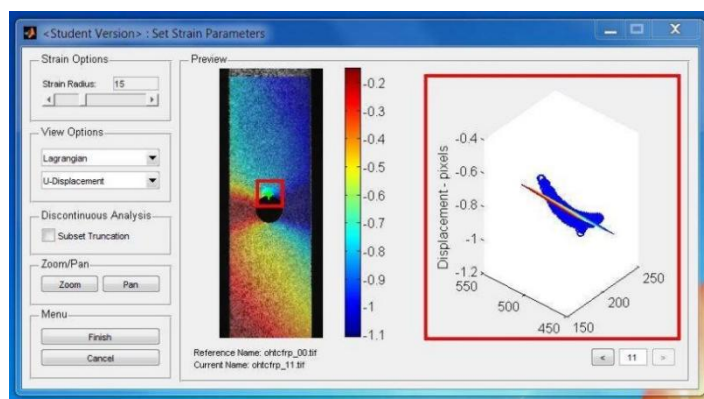 <Student Version> : Set Strain Parameters
Strain Options
Strain Radius: 15
View Options
Lagrangian
U-Displacement
Discontinuous Analysis
Subset Truncation
Zoom/Pan
Zoom Pan
Menu
Finish
Cancel
Preview
-0.2
-0.3
-0.4
-0.5
-0.6
-0.7
-0.8
-0.9
-1
-1.1
Reference Name: ohtcfrp_00.tif
Current Name: ohtcfrp_11.tif
Displacement - pixels
-0.4
-0.6
-0.8
-1
-1.2
550
500
450
150
200
250
< 11 >